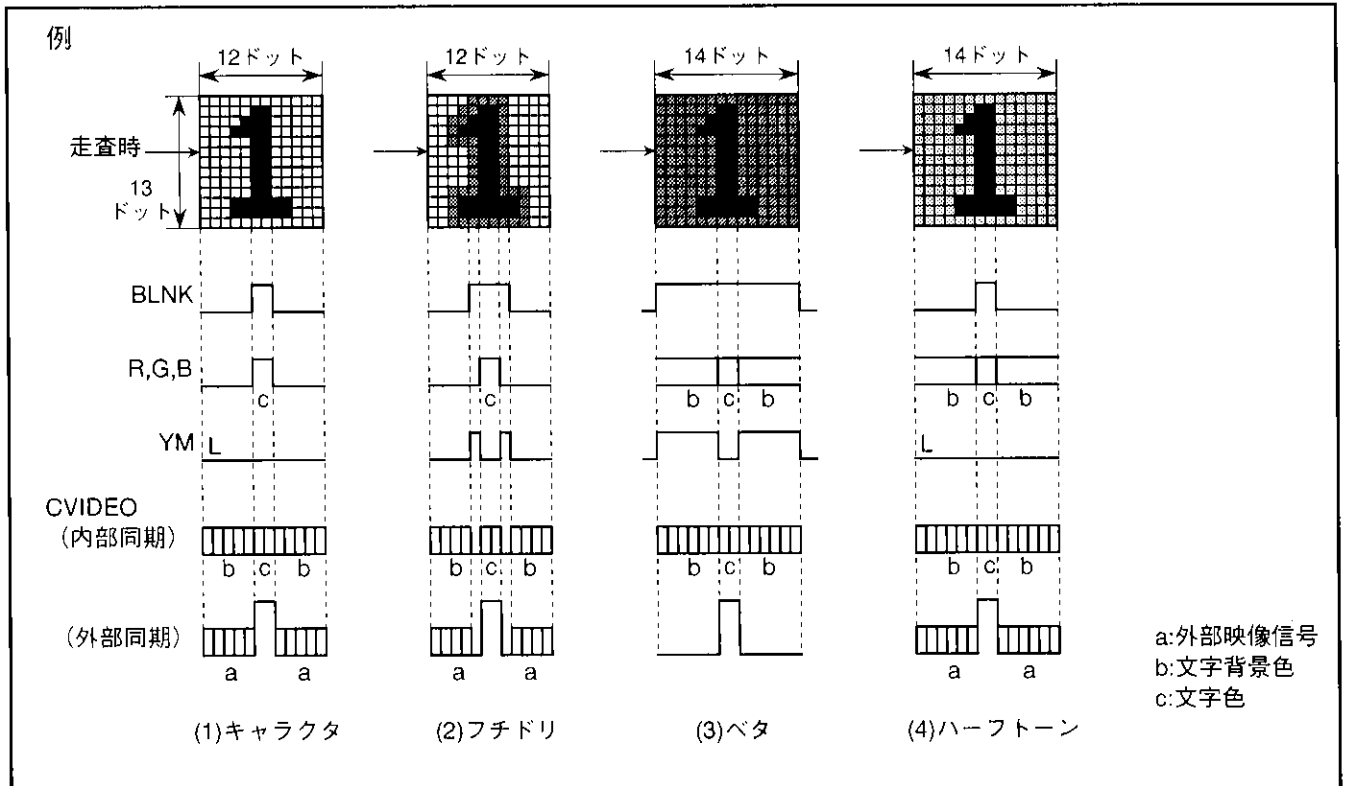 例
12ドット 12ドット 14ドット 14ドット
走査時
13
ドット
BLNK
R,G,B
c c b c b b c b
YM L L
CVIDEO
(内部同期)
b c b b c b b c b b c b
(外部同期)
a a a a a a
a:外部映像信号
b:文字背景色
c:文字色
(1)キャラクタ (2)フチドリ (3)ベタ (4)ハーフトーン